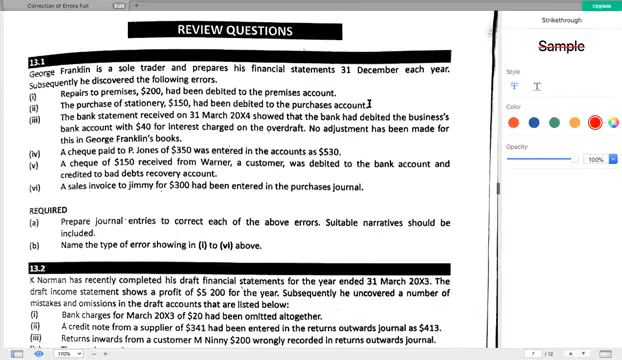 Correction of Errors Full
Edit
+
Upgrade
REVIEW QUESTIONS
13.1
George Franklin is a sole trader and prepares his financial statements 31 December each year.
Subsequently he discovered the following errors.
(i) Repairs to premises, $200, had been debited to the premises account.
(ii) The purchase of stationery, $150, had been debited to the purchases account.
(iii) The bank statement received on 31 March 20X4 showed that the bank had debited the business's
bank account with $40 for Interest charged on the overdraft. No adjustment has been made for
this in George Franklin's books.
(iv) A cheque paid to P. Jones of $350 was entered in the accounts as $530.
(v) A cheque of $150 received from Warner, a customer, was debited to the bank account and
credited to bad debts recovery account.
(vi) A sales invoice to Jimmy for $300 had been entered in the purchases journal.
REQUIRED
(a) Prepare journal entries to correct each of the above errors. Suitable narratives should be
included.
(b) Name the type of error showing in (i) to (vi) above.
13.2
K Norman has recently completed his draft financial statements for the year ended 31 March 20X3. The
draft income statement shows a profit of $5 200 for the year. Subsequently he uncovered a number of
mistakes and omissions in the draft accounts that are listed below:
(i) Bank charges for March 20X3 of $20 had been omitted altogether.
(ii) A credit note from a supplier of $341 had been entered in the returns outwards journal as $413.
(iii) Returns inwards from a customer M Ninny $200 wrongly recorded in returns outwards journal.
Strikethrough
Sample
Style
T T
Color
Opacity
100%
170%
7 / 12